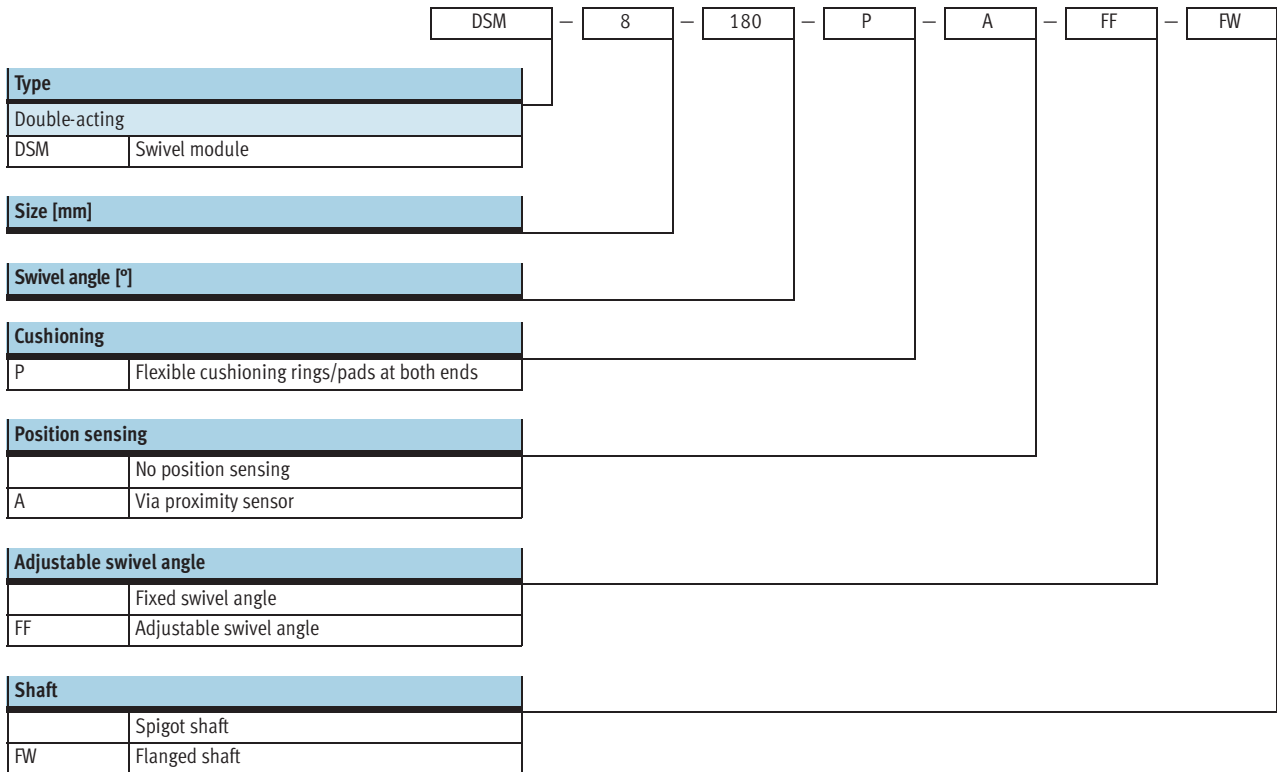 DSM – 8 – 180 – P – A – FF – FW
Type
Double-acting
DSM Swivel module
Size [mm]
Swivel angle [°]
Cushioning
P Flexible cushioning rings/pads at both ends
Position sensing
No position sensing
A Via proximity sensor
Adjustable swivel angle
Fixed swivel angle
FF Adjustable swivel angle
Shaft
Spigot shaft
FW Flanged shaft